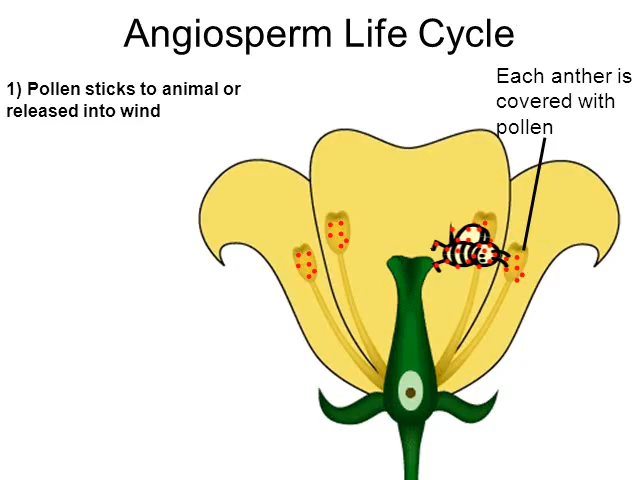 Angiosperm Life Cycle
1) Pollen sticks to animal or
released into wind
Each anther is
covered with
pollen